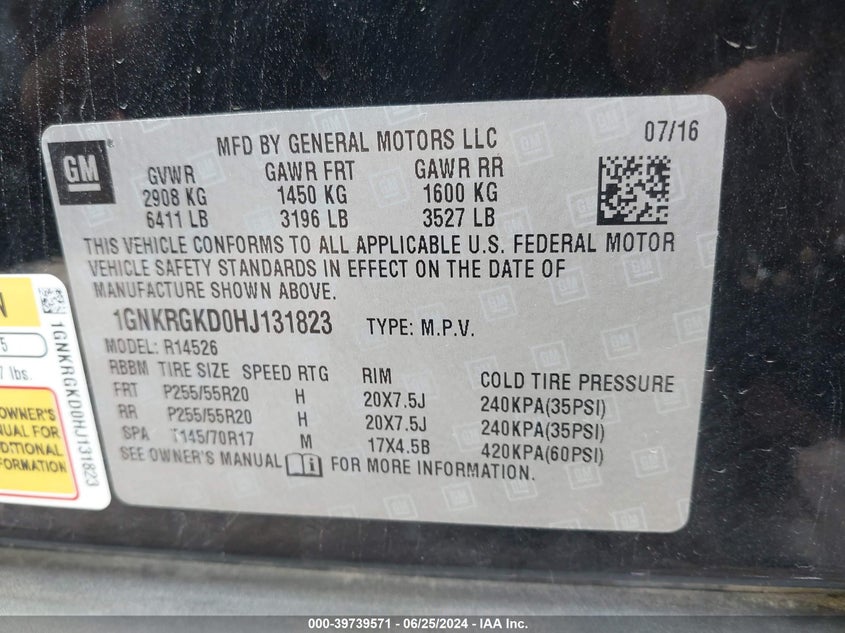 GM
MFD BY GENERAL MOTORS LLC
07/16
GVWR GAWR FRT GAWR RR
2908 KG 1450 KG 1600 KG
6411 LB 3196 LB 3527 LB
THIS VEHICLE CONFORMS TO ALL APPLICABLE U.S. FEDERAL MOTOR
VEHICLE SAFETY STANDARDS IN EFFECT ON THE DATE OF
MANUFACTURE SHOWN ABOVE.
1GNKRGKD0HJ131823 TYPE: M.P.V.
MODEL: R14526
RBBM TIRE SIZE SPEED RTG RIM COLD TIRE PRESSURE
FRT P255/55R20 H 20X7.5J 240KPA(35PSI)
RR P255/55R20 H 20X7.5J 240KPA(35PSI)
SPA T145/70R17 M 17X4.5B 420KPA(60PSI)
SEE OWNER'S MANUAL FOR MORE INFORMATION.
N
5
7 lbs.
OWNER'S
UAL FOR
DITIONAL
FORMATION
1GNKRGKD0HJ131823
000-39739571 - 06/25/2024 - IAA Inc.